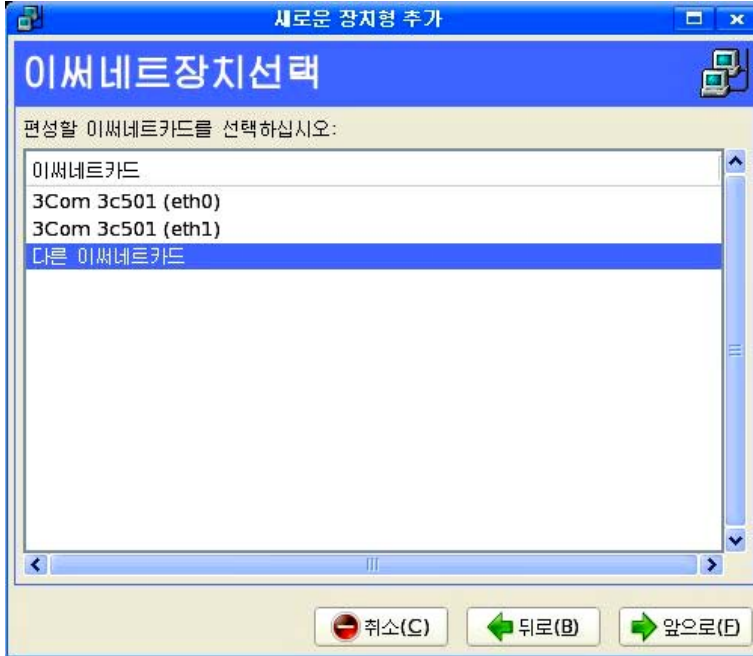 새로운 장치형 추가
이써네트장치선택
편성할 이써네트카드를 선택하십시오:
이써네트카드
3Com 3c501 (eth0)
3Com 3c501 (eth1)
다른 이써네트카드
취소(C) 뒤로(B) 앞으로(F)